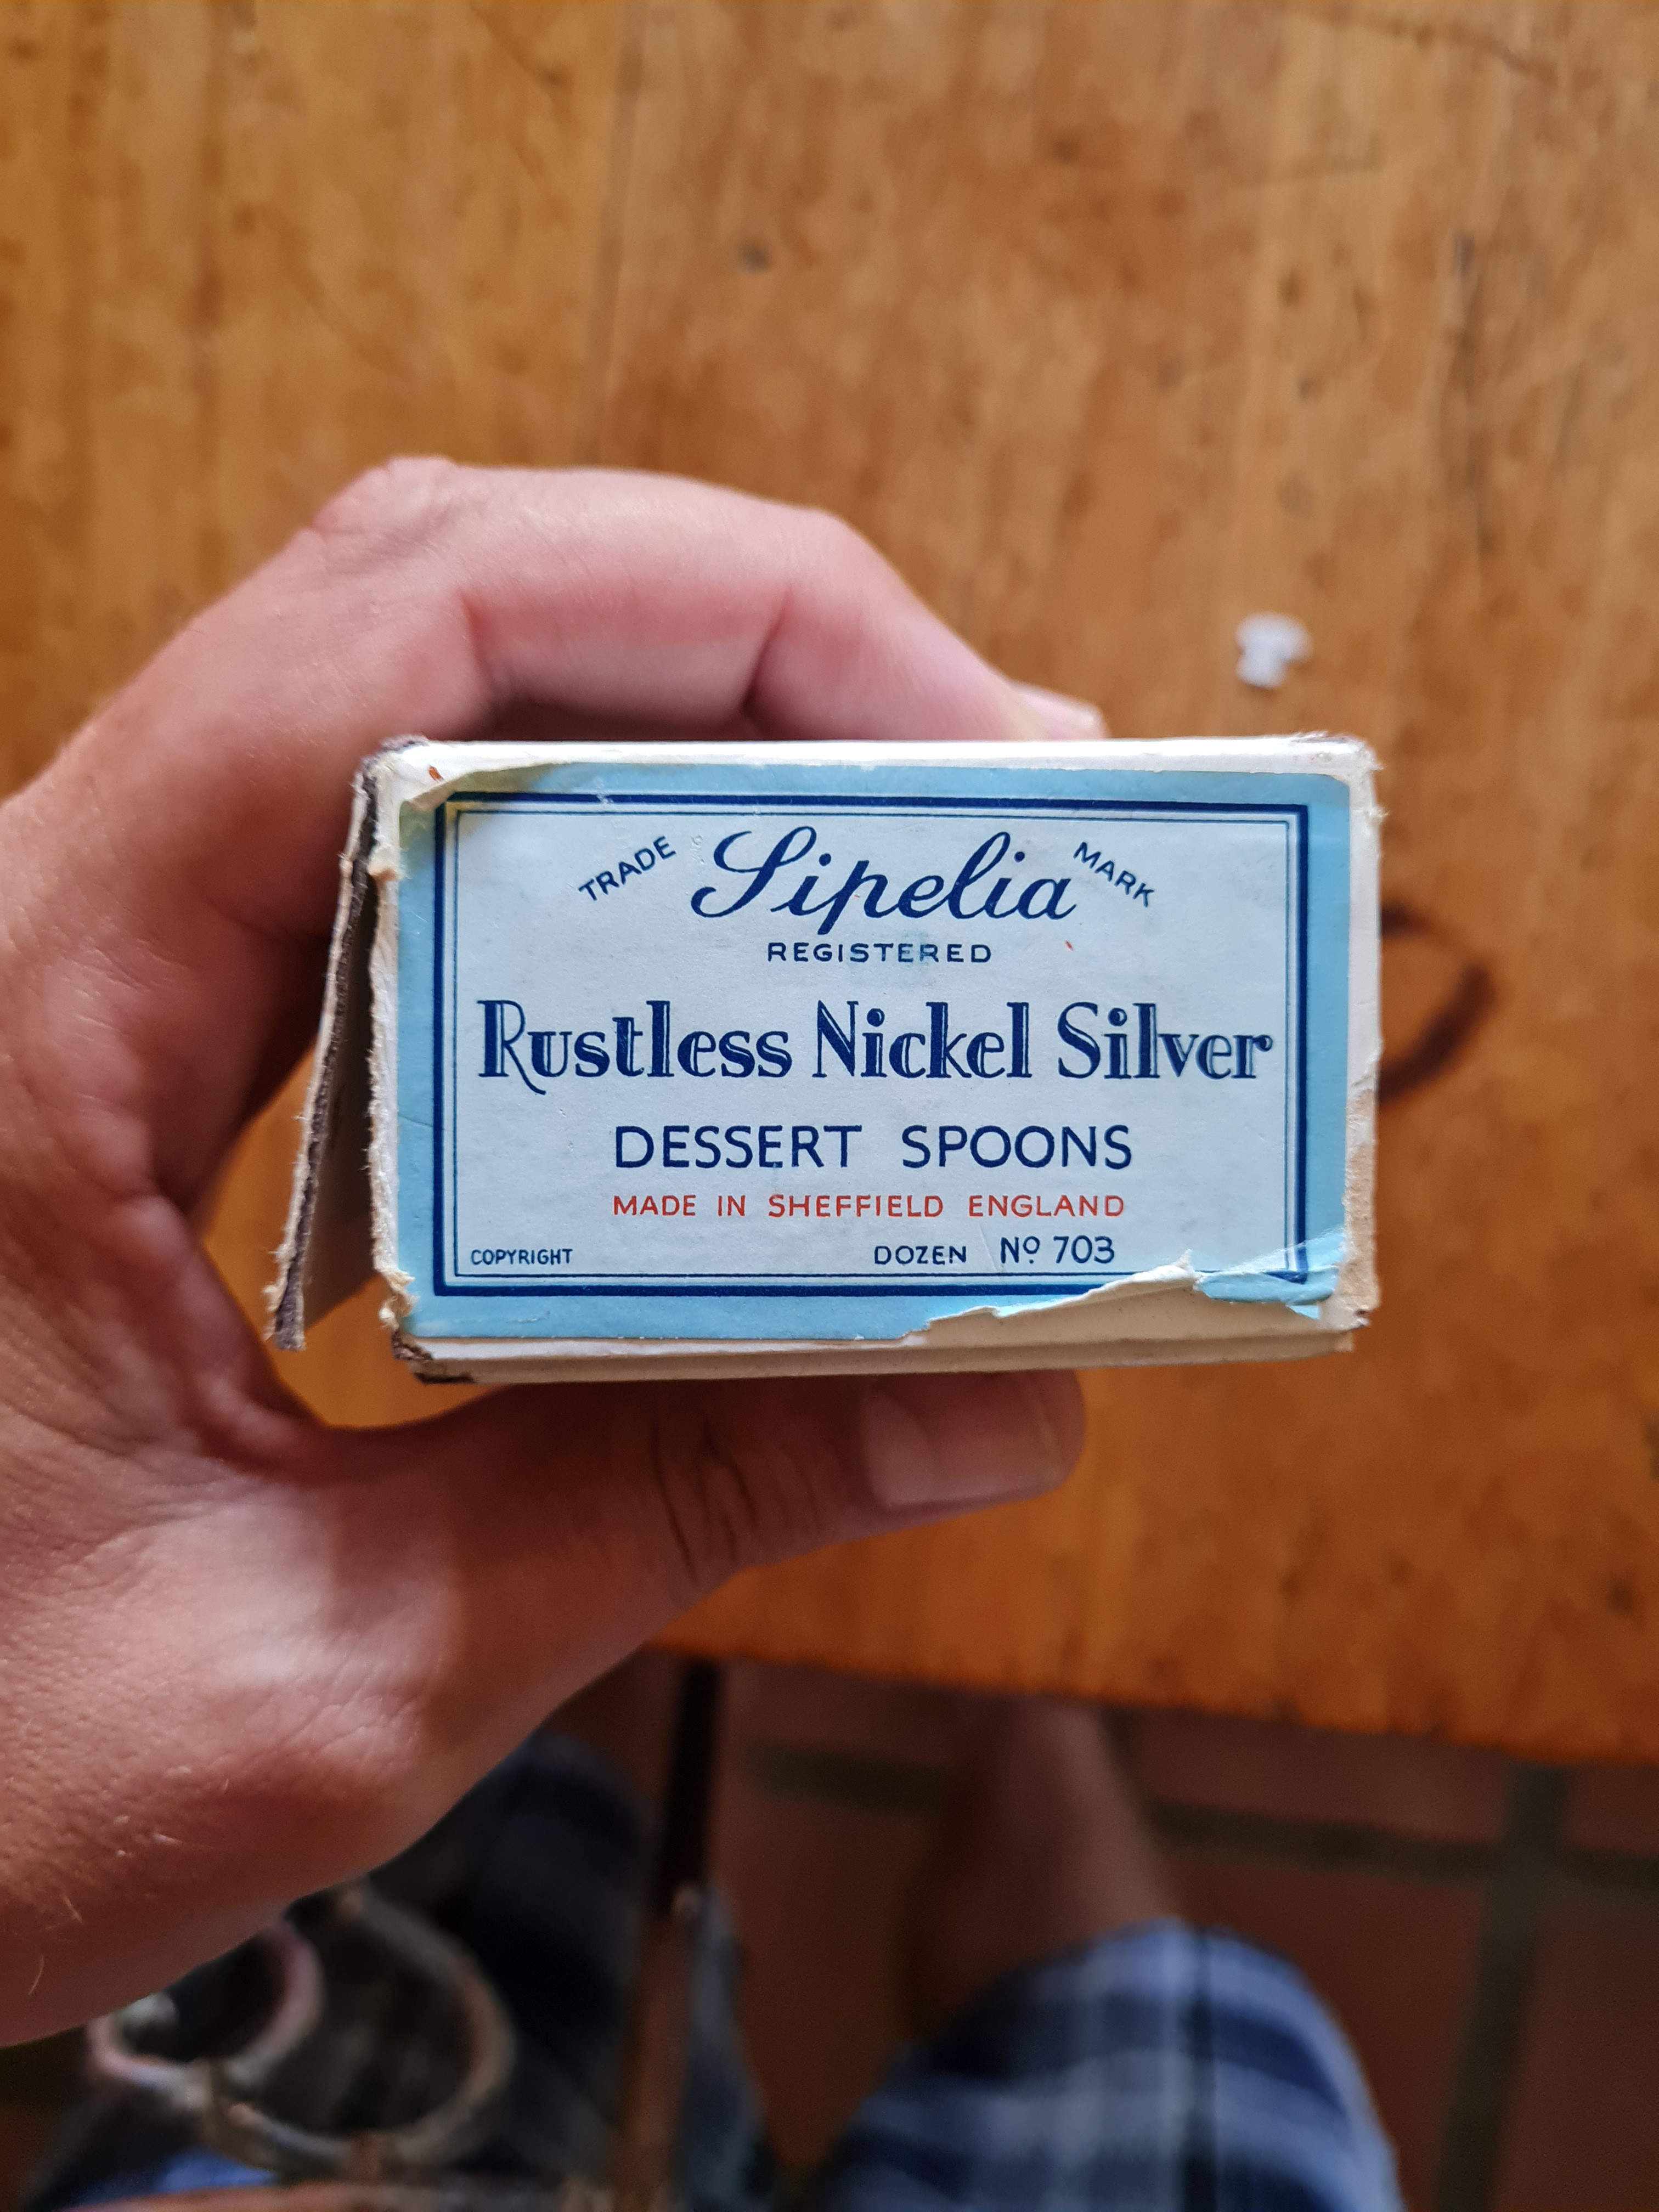 TRADE Sipelia MARK
REGISTERED
Rustless Nickel Silver
DESSERT SPOONS
MADE IN SHEFFIELD ENGLAND
COPYRIGHT DOZEN Nº 703